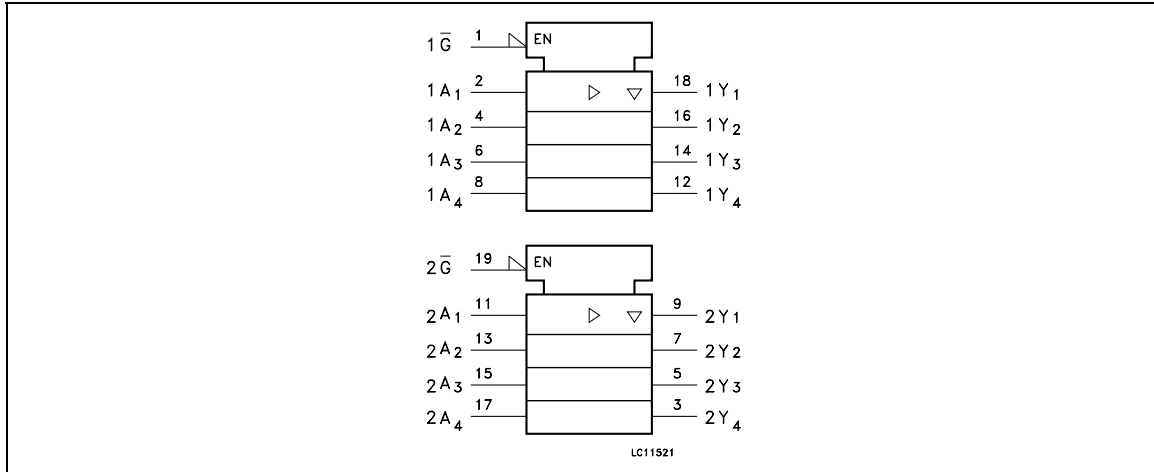 1G̅ 1 EN
1A1 2 18 1Y1
1A2 4 16 1Y2
1A3 6 14 1Y3
1A4 8 12 1Y4
2G̅ 19 EN
2A1 11 9 2Y1
2A2 13 7 2Y2
2A3 15 5 2Y3
2A4 17 3 2Y4
LC11521